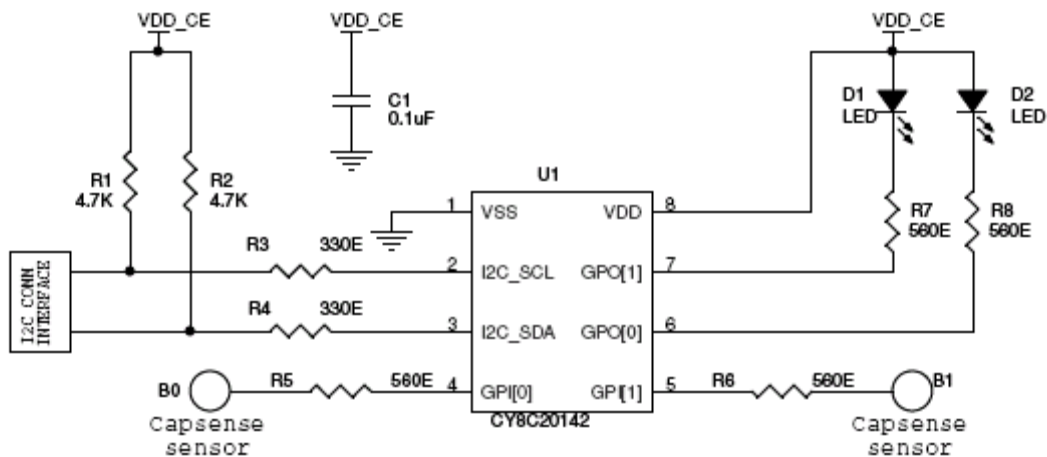 VDD_CE
VDD_CE
VDD_CE
C1
0.1uF
D1
LED
D2
LED
R1
4.7K
R2
4.7K
U1
1
VSS
VDD
8
R7
560E
R8
560E
R3
330E
2
I2C_SCL
GPO[1]
7
I2C CONN
INTERFACE
R4
330E
3
I2C_SDA
GPO[0]
6
B0
R5
560E
4
GPI[0]
GPI[1]
5
R6
560E
B1
CY8C20142
Capsense
sensor
Capsense
sensor